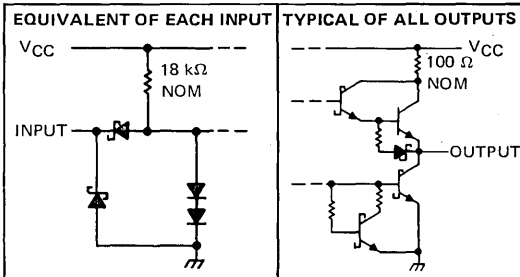 EQUIVALENT OF EACH INPUT
VCC
18 kΩ
NOM
INPUT
TYPICAL OF ALL OUTPUTS
VCC
100 Ω
NOM
OUTPUT